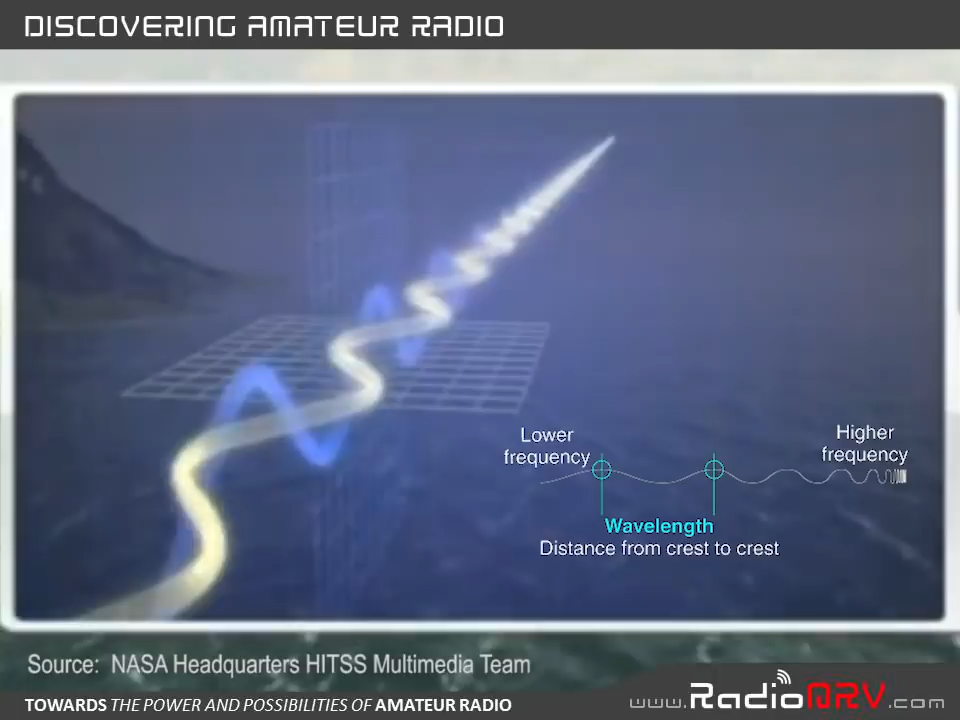 DISCOVERING AMATEUR RADIO
Lower
frequency
Higher
frequency
Wavelength
Distance from crest to crest
Source: NASA Headquarters HITSS Multimedia Team
TOWARDS THE POWER AND POSSIBILITIES OF AMATEUR RADIO
www.RadioQRV.com